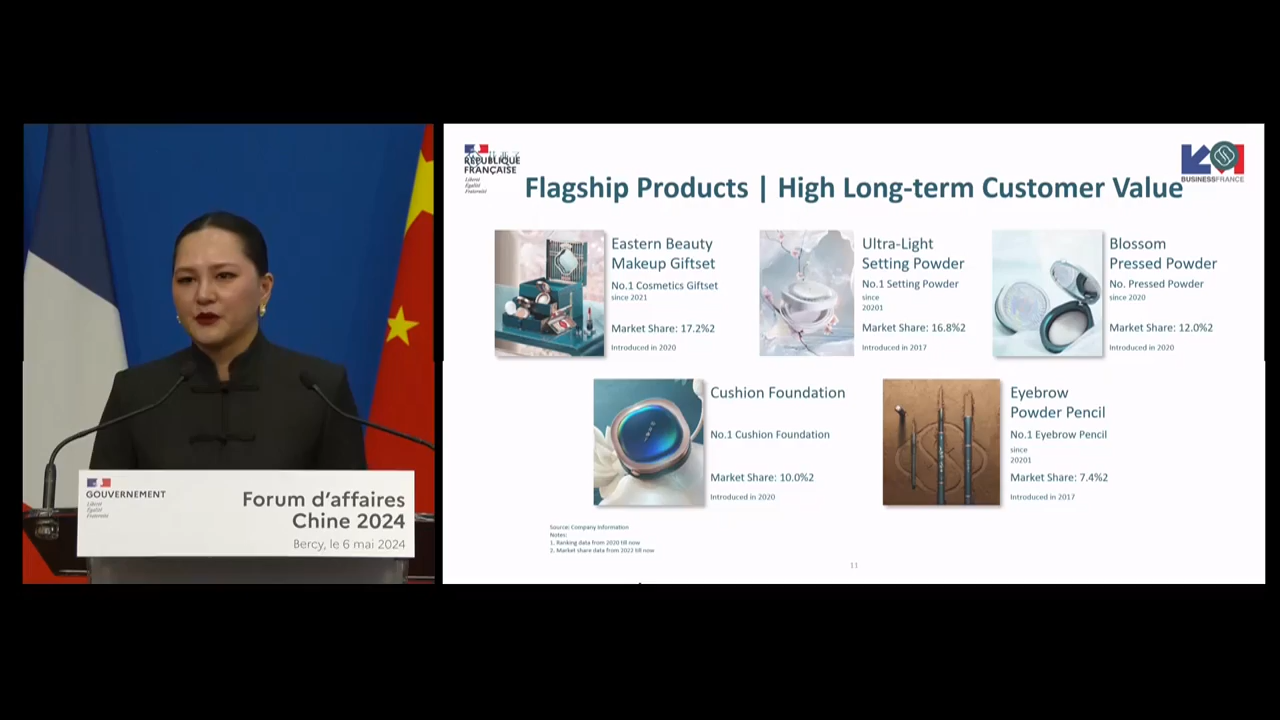 GOUVERNEMENT
Liberté
Égalité
Fraternité
Forum d'affaires
Chine 2024
Bercy, le 6 mai 2024
RÉPUBLIQUE
FRANÇAISE
Liberté
Égalité
Fraternité
BUSINESSFRANCE
Flagship Products | High Long-term Customer Value
Eastern Beauty
Makeup Giftset
No.1 Cosmetics Giftset
since 2021
Market Share: 17.2%2
Introduced in 2020
Ultra-Light
Setting Powder
No.1 Setting Powder
since
20201
Market Share: 16.8%2
Introduced in 2017
Blossom
Pressed Powder
No. Pressed Powder
since 2020
Market Share: 12.0%2
Introduced in 2020
Cushion Foundation
No.1 Cushion Foundation
Market Share: 10.0%2
Introduced in 2020
Eyebrow
Powder Pencil
No.1 Eyebrow Pencil
since
20201
Market Share: 7.4%2
Introduced in 2017
Source: Company information
Notes:
1. Ranking data from 2020 till now
2. Market share data from 2022 till now
11